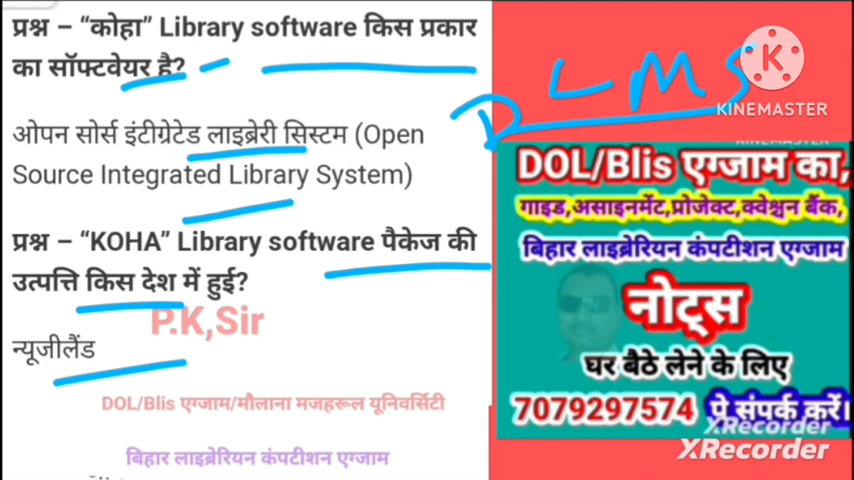 प्रश्न – “कोहा” Library software किस प्रकार
का सॉफ्टवेयर है?
ओपन सोर्स इंटीग्रेटेड लाइब्रेरी सिस्टम (Open
Source Integrated Library System)
प्रश्न – “KOHA” Library software पैकेज की
उत्पत्ति किस देश में हुई?
P.K,Sir
न्यूजीलैंड
DOL/Blis एग्जाम/मौलाना मजहरूल यूनिवर्सिटी
बिहार लाइब्रेरियन कंपटीशन एग्जाम
LMS
KINEMASTER
DOL/Blis एग्जाम का,
गाइड,असाइनमेंट,प्रोजेक्ट,क्वेश्चन बैंक,
बिहार लाइब्रेरियन कंपटीशन एग्जाम
नोट्स
घर बैठे लेने के लिए
7079297574 पे संपर्क करें।
XRecorder
XRecorder